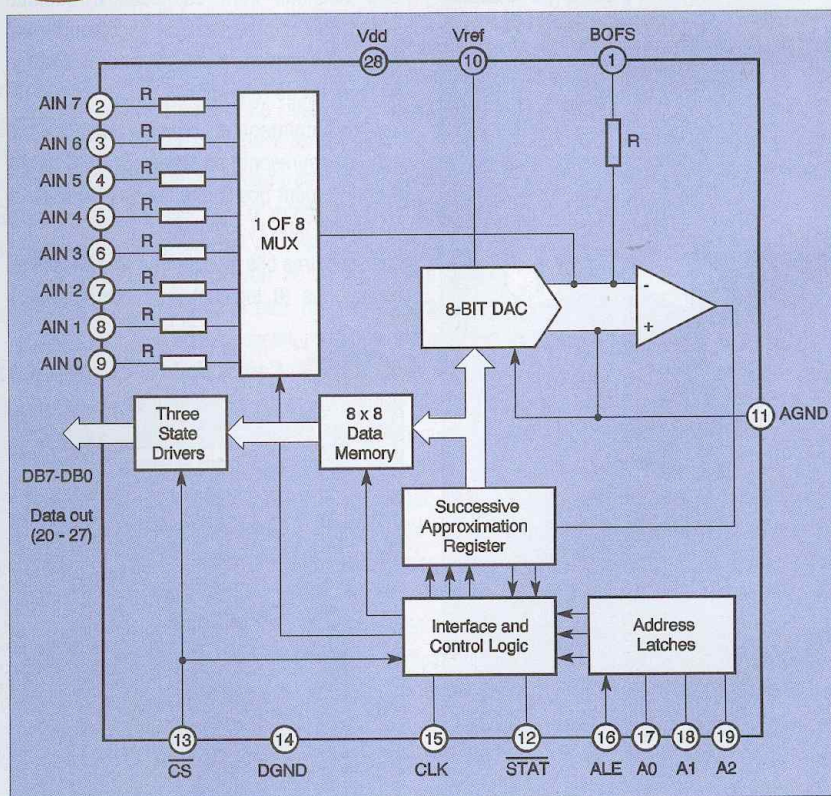 Vdd Vref BOFS
28 10 1
AIN 7 2 R
AIN 6 3 R
AIN 5 4 R
AIN 4 5 R
AIN 3 6 R
AIN 2 7 R
AIN 1 8 R
AIN 0 9 R
1 OF 8
MUX
R
8-BIT DAC
-
+
11 AGND
Three
State
Drivers
8 x 8
Data
Memory
DB7-DB0
Data out
(20 - 27)
Successive
Approximation
Register
Interface and
Control Logic
Address
Latches
13 14 15 12 16 17 18 19
C̅S̅ DGND CLK S̅T̅A̅T̅ ALE A0 A1 A2